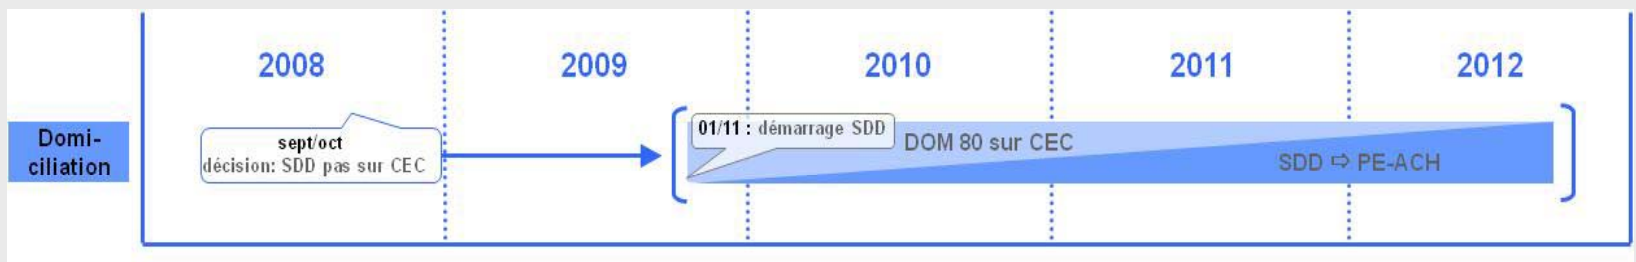 2008
2009
2010
2011
2012
Domi-
ciliation
sept/oct
décision: SDD pas sur CEC
01/11 : démarrage SDD
DOM 80 sur CEC
SDD ⇨ PE-ACH